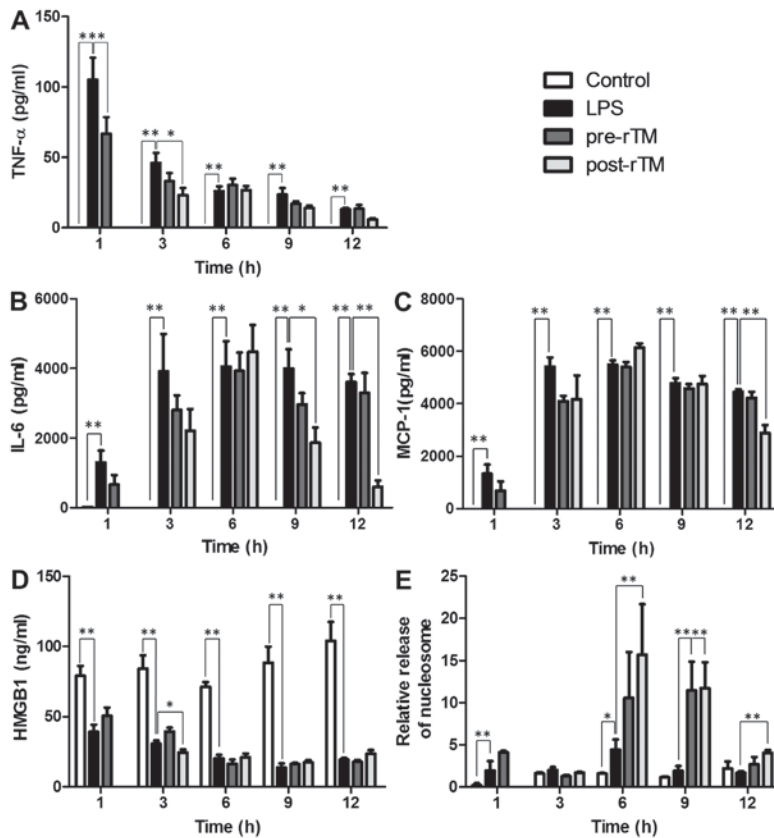 A
TNF-α (pg/ml)
150
100
50
0
*** 
** *
**
**
**
1 3 6 9 12
Time (h)
Control
LPS
pre-rTM
post-rTM
B
IL-6 (pg/ml)
6000
4000
2000
0
**
**
**
** *
** **
1 3 6 9 12
Time (h)
C
MCP-1(pg/ml)
8000
6000
4000
2000
0
**
**
**
**
** **
1 3 6 9 12
Time (h)
D
HMGB1 (ng/ml)
150
100
50
0
**
**
*
**
**
**
1 3 6 9 12
Time (h)
E
Relative release
of nucleosome
25
20
15
10
5
0
**
*
**
****
**
1 3 6 9 12
Time (h)